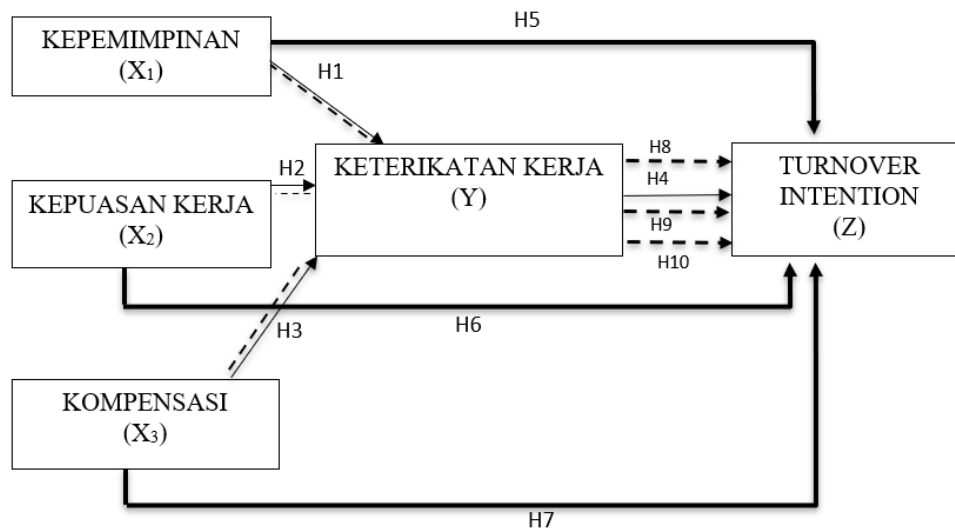 H5
KEPEMIMPINAN
(X₁)
H1
H2
KETERIKATAN KERJA
(Y)
H8
H4
H9
H10
TURNOVER
INTENTION
(Z)
KEPUASAN KERJA
(X₂)
H6
H3
KOMPENSASI
(X₃)
H7